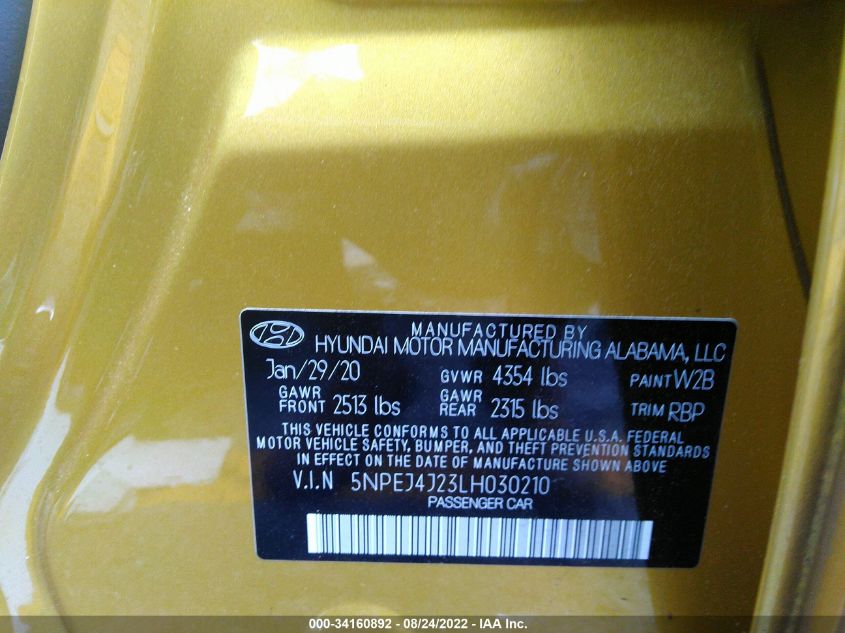 MANUFACTURED BY
HYUNDAI MOTOR MANUFACTURING ALABAMA, LLC
Jan/29/20 GVWR 4354 lbs PAINT W2B
GAWR FRONT 2513 lbs GAWR REAR 2315 lbs TRIM RBP
THIS VEHICLE CONFORMS TO ALL APPLICABLE U.S.A. FEDERAL
MOTOR VEHICLE SAFETY, BUMPER, AND THEFT PREVENTION STANDARDS
IN EFFECT ON THE DATE OF MANUFACTURE SHOWN ABOVE
V.I.N 5NPEJ4J23LH030210
PASSENGER CAR
000-34160892 - 08/24/2022 - IAA Inc.